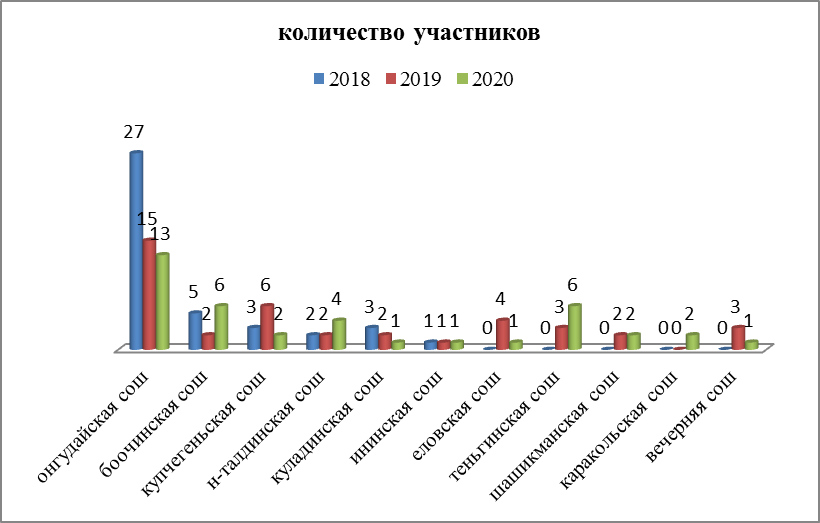 количество участников
2018 2019 2020
27 15 13
5 2 6
3 6 2
2 2 4
3 2 1
1 1 1
0 4 1
0 3 6
0 2 2
0 0 2
0 3 1
онгудайская сош
боочинская сош
купчегеньская сош
н-талдинская сош
куладинская сош
ининская сош
еловская сош
теньгинская сош
шашикманская сош
каракольская сош
вечерняя сош